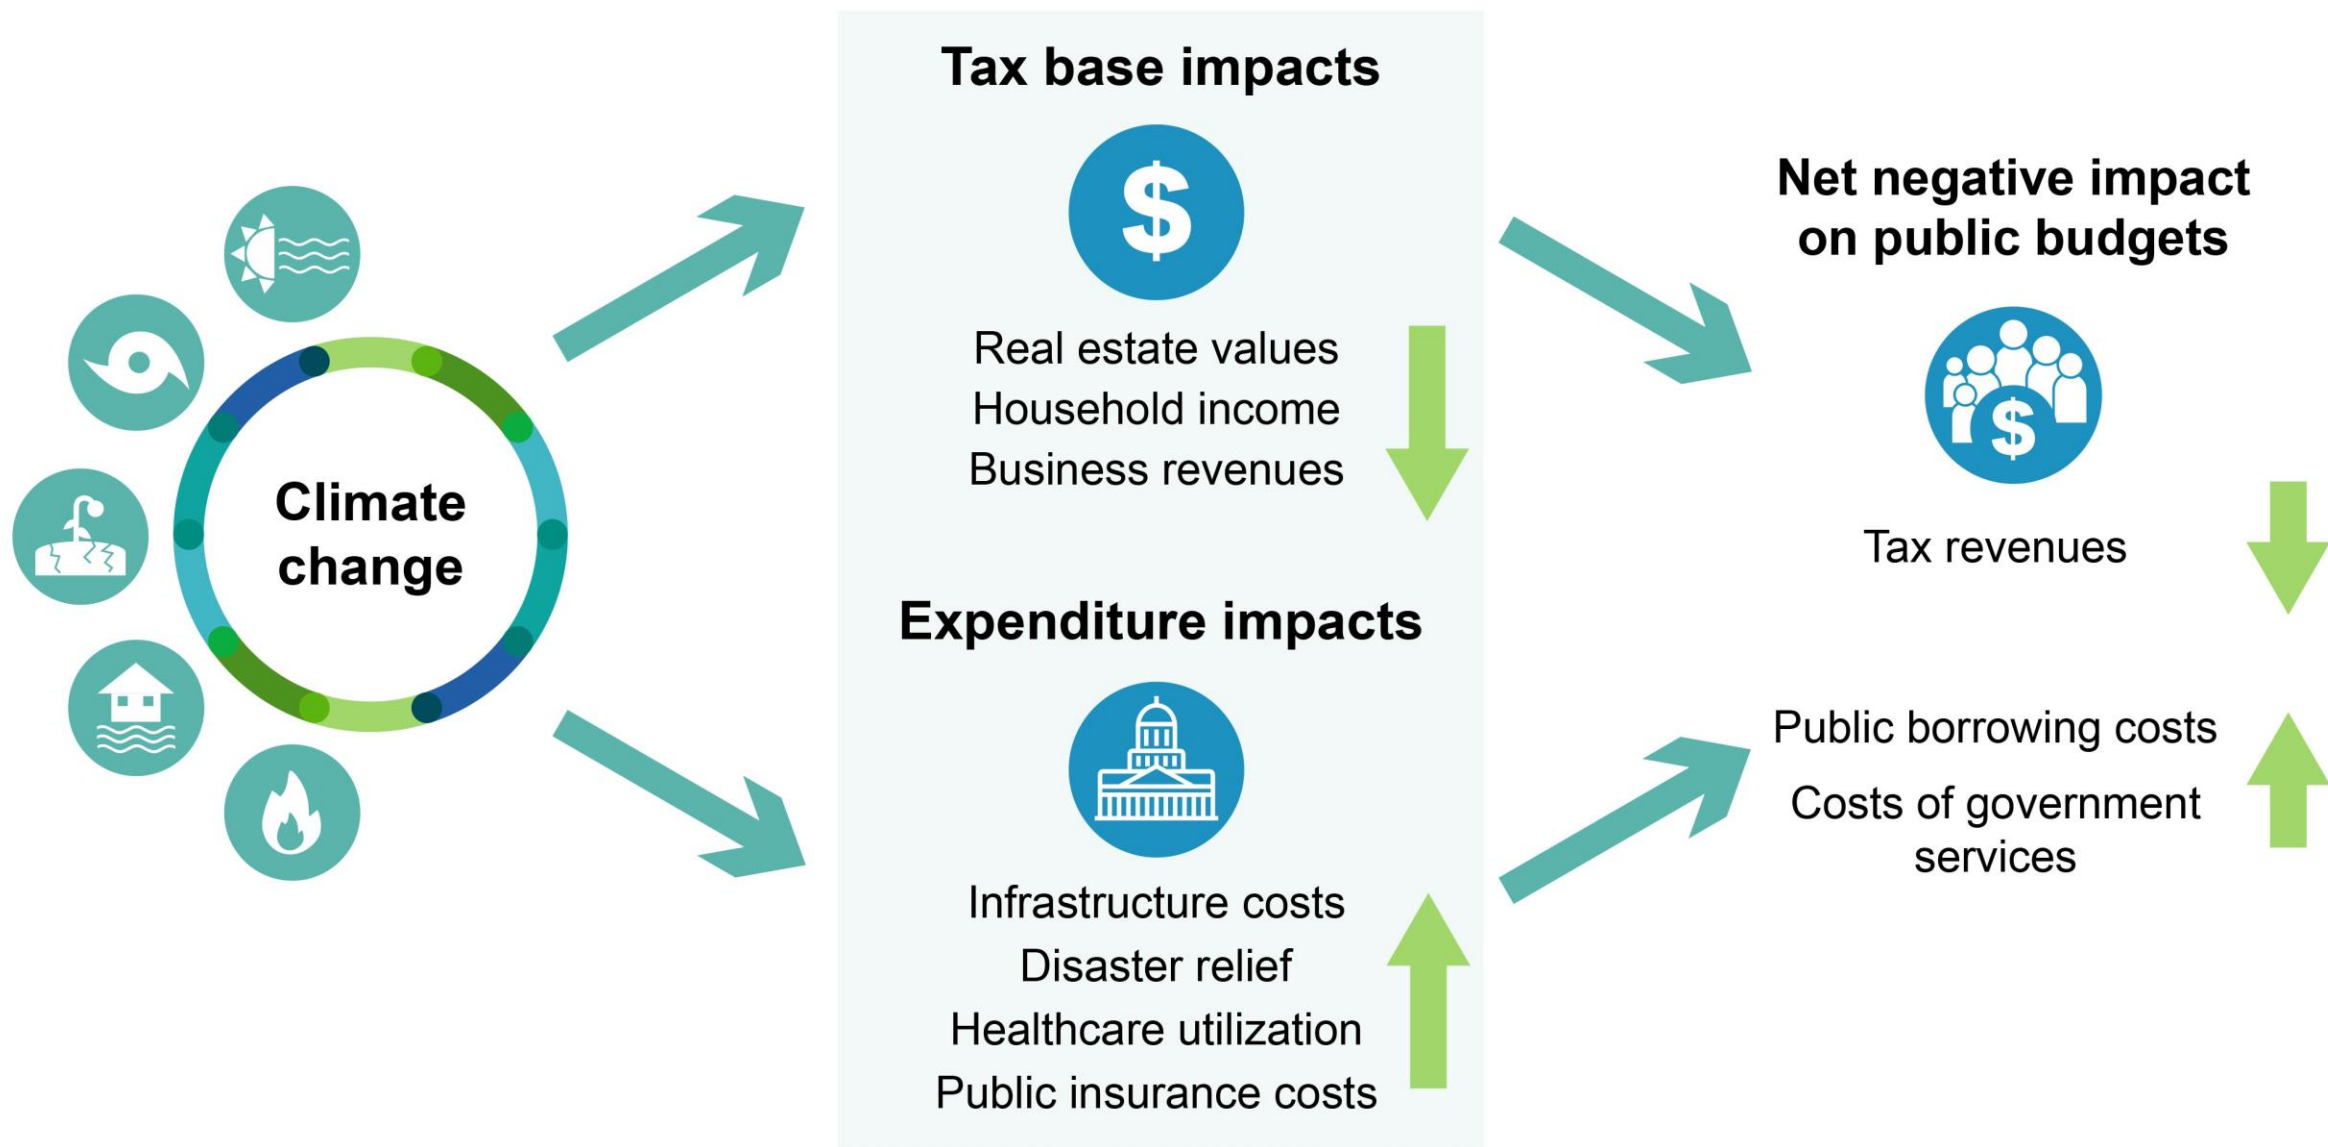 Climate
change
Tax base impacts
$
Real estate values
Household income
Business revenues
Expenditure impacts
Infrastructure costs
Disaster relief
Healthcare utilization
Public insurance costs
Net negative impact
on public budgets
$
Tax revenues
Public borrowing costs
Costs of government
services